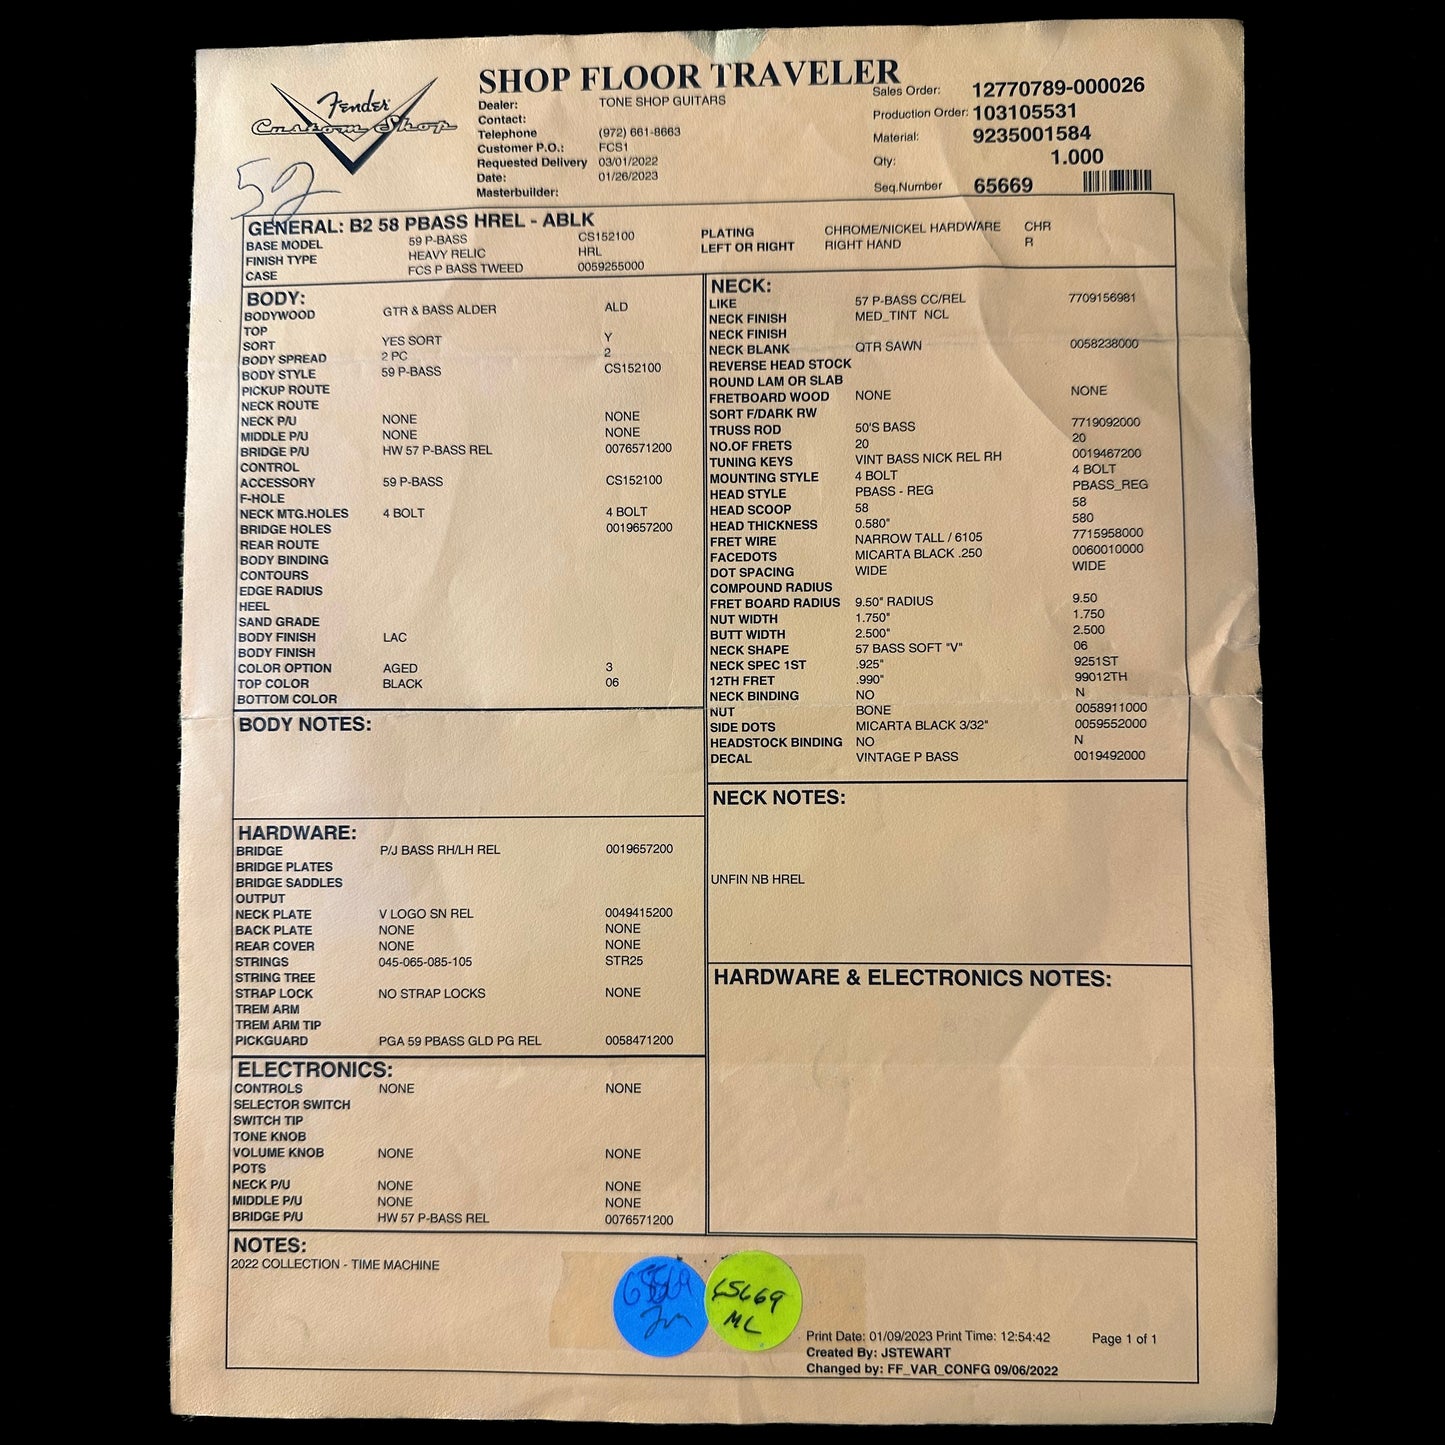 Fender
Custom Shop
52
SHOP FLOOR TRAVELER
Dealer: TONE SHOP GUITARS
Contact:
Telephone (972) 661-8663
Customer P.O.: FCS1
Requested Delivery 03/01/2022
Date: 01/26/2023
Masterbuilder:
Sales Order: 12770789-000026
Production Order: 103105531
Material: 9235001584
Qty: 1.000
Seq.Number 65669
GENERAL: B2 58 PBASS HREL - ABLK
BASE MODEL 59 P-BASS CS152100
FINISH TYPE HEAVY RELIC HRL
CASE FCS P BASS TWEED 0059255000
PLATING CHROME/NICKEL HARDWARE CHR
LEFT OR RIGHT RIGHT HAND R
BODY:
BODYWOOD GTR & BASS ALDER ALD
TOP
SORT YES SORT Y
BODY SPREAD 2 PC 2
BODY STYLE 59 P-BASS CS152100
PICKUP ROUTE
NECK ROUTE
NECK P/U NONE NONE
MIDDLE P/U NONE NONE
BRIDGE P/U HW 57 P-BASS REL 0076571200
CONTROL
ACCESSORY 59 P-BASS CS152100
F-HOLE
NECK MTG.HOLES 4 BOLT 4 BOLT
BRIDGE HOLES 0019657200
REAR ROUTE
BODY BINDING
CONTOURS
EDGE RADIUS
HEEL
SAND GRADE
BODY FINISH LAC
BODY FINISH
COLOR OPTION AGED 3
TOP COLOR BLACK 06
BOTTOM COLOR
BODY NOTES:
HARDWARE:
BRIDGE P/J BASS RH/LH REL 0019657200
BRIDGE PLATES
BRIDGE SADDLES
OUTPUT
NECK PLATE V LOGO SN REL 0049415200
BACK PLATE NONE NONE
REAR COVER NONE NONE
STRINGS 045-065-085-105 STR25
STRING TREE
STRAP LOCK NO STRAP LOCKS NONE
TREM ARM
TREM ARM TIP
PICKGUARD PGA 59 PBASS GLD PG REL 0058471200
ELECTRONICS:
CONTROLS NONE NONE
SELECTOR SWITCH
SWITCH TIP
TONE KNOB
VOLUME KNOB NONE NONE
POTS
NECK P/U NONE NONE
MIDDLE P/U NONE NONE
BRIDGE P/U HW 57 P-BASS REL 0076571200
NECK:
LIKE 57 P-BASS CC/REL 7709156981
NECK FINISH MED_TINT NCL
NECK FINISH
NECK BLANK QTR SAWN 0058238000
REVERSE HEAD STOCK
ROUND LAM OR SLAB
FRETBOARD WOOD NONE NONE
SORT F/DARK RW
TRUSS ROD 50'S BASS 7719092000
NO.OF FRETS 20 20
TUNING KEYS VINT BASS NICK REL RH 0019467200
MOUNTING STYLE 4 BOLT 4 BOLT
HEAD STYLE PBASS - REG PBASS_REG
HEAD SCOOP 58 58
HEAD THICKNESS 0.580" 580
FRET WIRE NARROW TALL / 6105 7715958000
FACEDOTS MICARTA BLACK .250 0060010000
DOT SPACING WIDE WIDE
COMPOUND RADIUS
FRET BOARD RADIUS 9.50" RADIUS 9.50
NUT WIDTH 1.750" 1.750
BUTT WIDTH 2.500" 2.500
NECK SHAPE 57 BASS SOFT "V" 06
NECK SPEC 1ST .925" 9251ST
12TH FRET .990" 99012TH
NECK BINDING NO N
NUT BONE 0058911000
SIDE DOTS MICARTA BLACK 3/32" 0059552000
HEADSTOCK BINDING NO N
DECAL VINTAGE P BASS 0019492000
NECK NOTES:
UNFIN NB HREL
HARDWARE & ELECTRONICS NOTES:
NOTES:
2022 COLLECTION - TIME MACHINE
65669
65669
ML
Print Date: 01/09/2023 Print Time: 12:54:42 Page 1 of 1
Created By: JSTEWART
Changed by: FF_VAR_CONFG 09/06/2022